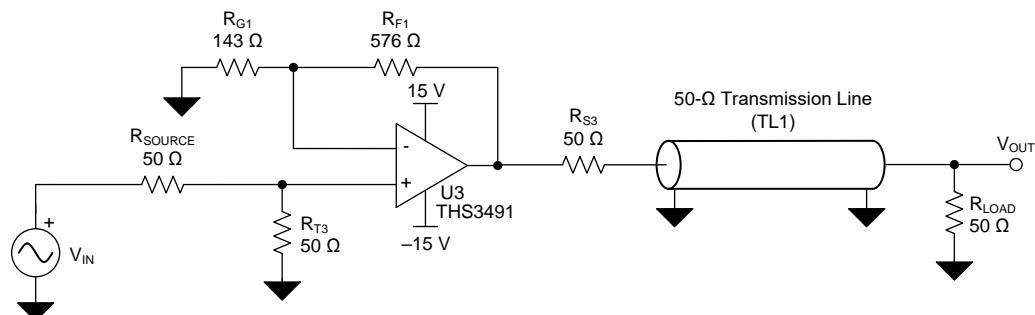 R_G1
143 Ω
R_F1
576 Ω
15 V
50-Ω Transmission Line
(TL1)
R_SOURCE
50 Ω
R_S3
50 Ω
V_OUT
-
+
U3
THS3491
R_T3
50 Ω
–15 V
R_LOAD
50 Ω
+
V_IN